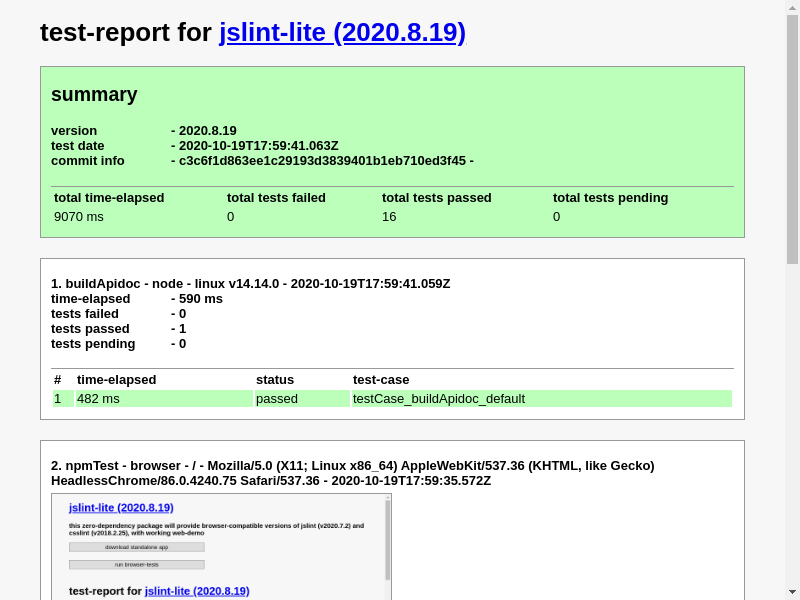 test-report for jslint-lite (2020.8.19)
summary
version - 2020.8.19
test date - 2020-10-19T17:59:41.063Z
commit info - c3c6f1d863ee1c29193d3839401b1eb710ed3f45 -
total time-elapsed total tests failed total tests passed total tests pending
9070 ms 0 16 0
1. buildApidoc - node - linux v14.14.0 - 2020-10-19T17:59:41.059Z
time-elapsed - 590 ms
tests failed - 0
tests passed - 1
tests pending - 0
# time-elapsed status test-case
1 482 ms passed testCase_buildApidoc_default
2. npmTest - browser - / - Mozilla/5.0 (X11; Linux x86_64) AppleWebKit/537.36 (KHTML, like Gecko)
HeadlessChrome/86.0.4240.75 Safari/537.36 - 2020-10-19T17:59:35.572Z
jslint-lite (2020.8.19)
this zero-dependency package will provide browser-compatible versions of jslint (v2020.7.2) and
csslint (v2018.2.25), with working web-demo
download standalone app
run browser-tests
test-report for jslint-lite (2020.8.19)